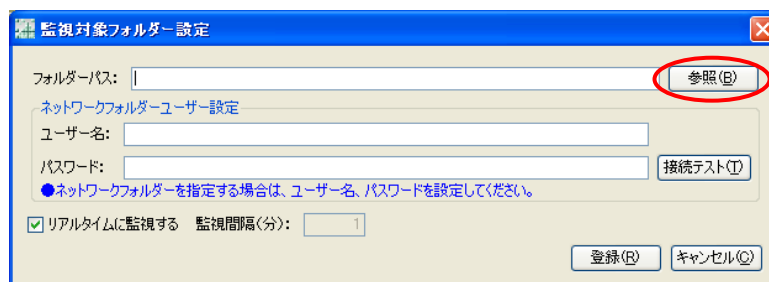 監視対象フォルダー設定
フォルダーパス: 参照(B)
ネットワークフォルダーユーザー設定
ユーザー名:
パスワード: 接続テスト(T)
●ネットワークフォルダーを指定する場合は、ユーザー名、パスワードを設定してください。
リアルタイムに監視する 監視間隔(分): 1
登録(R) キャンセル(C)